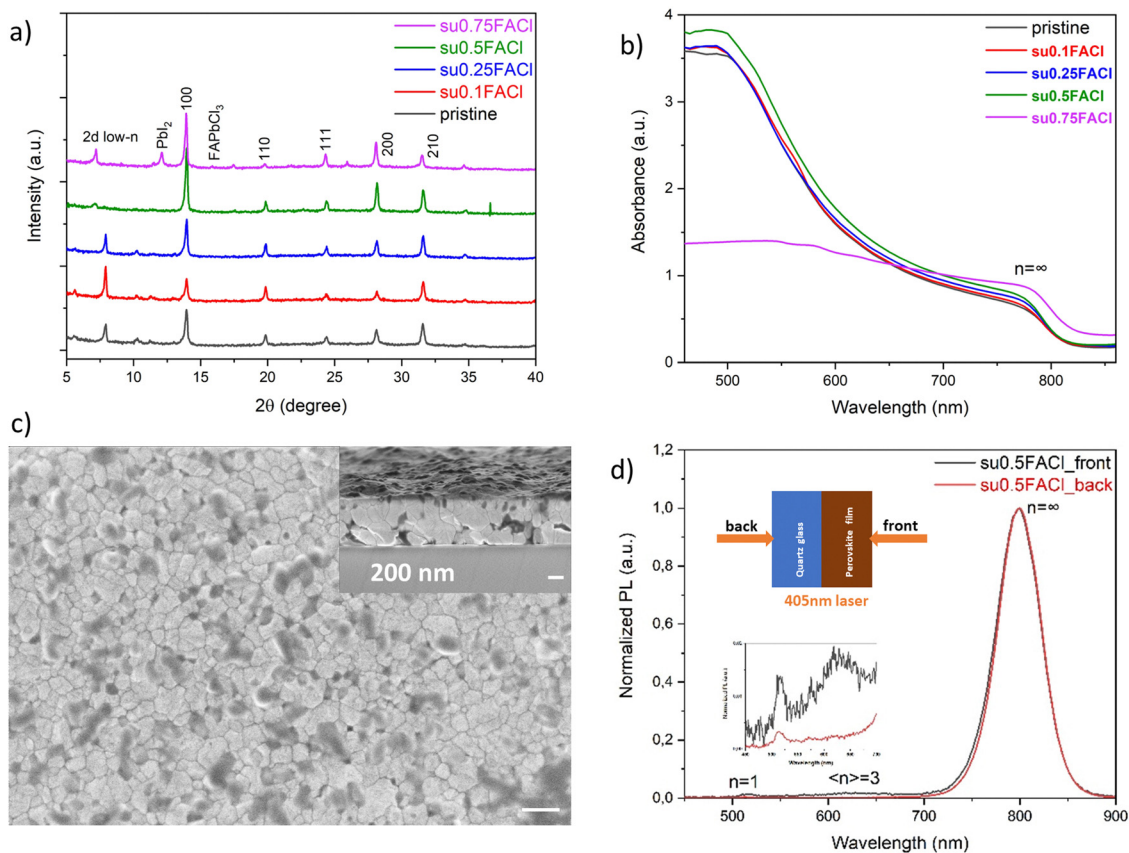 a)
su0.75FACl
su0.5FACl
su0.25FACl
su0.1FACl
pristine
2d low-n
PbI2
100
FAPbCl3
110
111
200
210
Intensity (a.u.)
5 10 15 20 25 30 35 40
2θ (degree)
b)
pristine
su0.1FACl
su0.25FACl
su0.5FACl
su0.75FACl
n=∞
Absorbance (a.u.)
4
3
2
1
0
500 600 700 800
Wavelength (nm)
c)
200 nm
d)
su0.5FACl_front
su0.5FACl_back
n=∞
back
Quartz glass
Perovskite film
front
405nm laser
Normalized PL (a.u.)
1,2
1,0
0,8
0,6
0,4
0,2
0,0
Wavelength (nm)
n=1
<n>=3
500 600 700 800 900
Wavelength (nm)